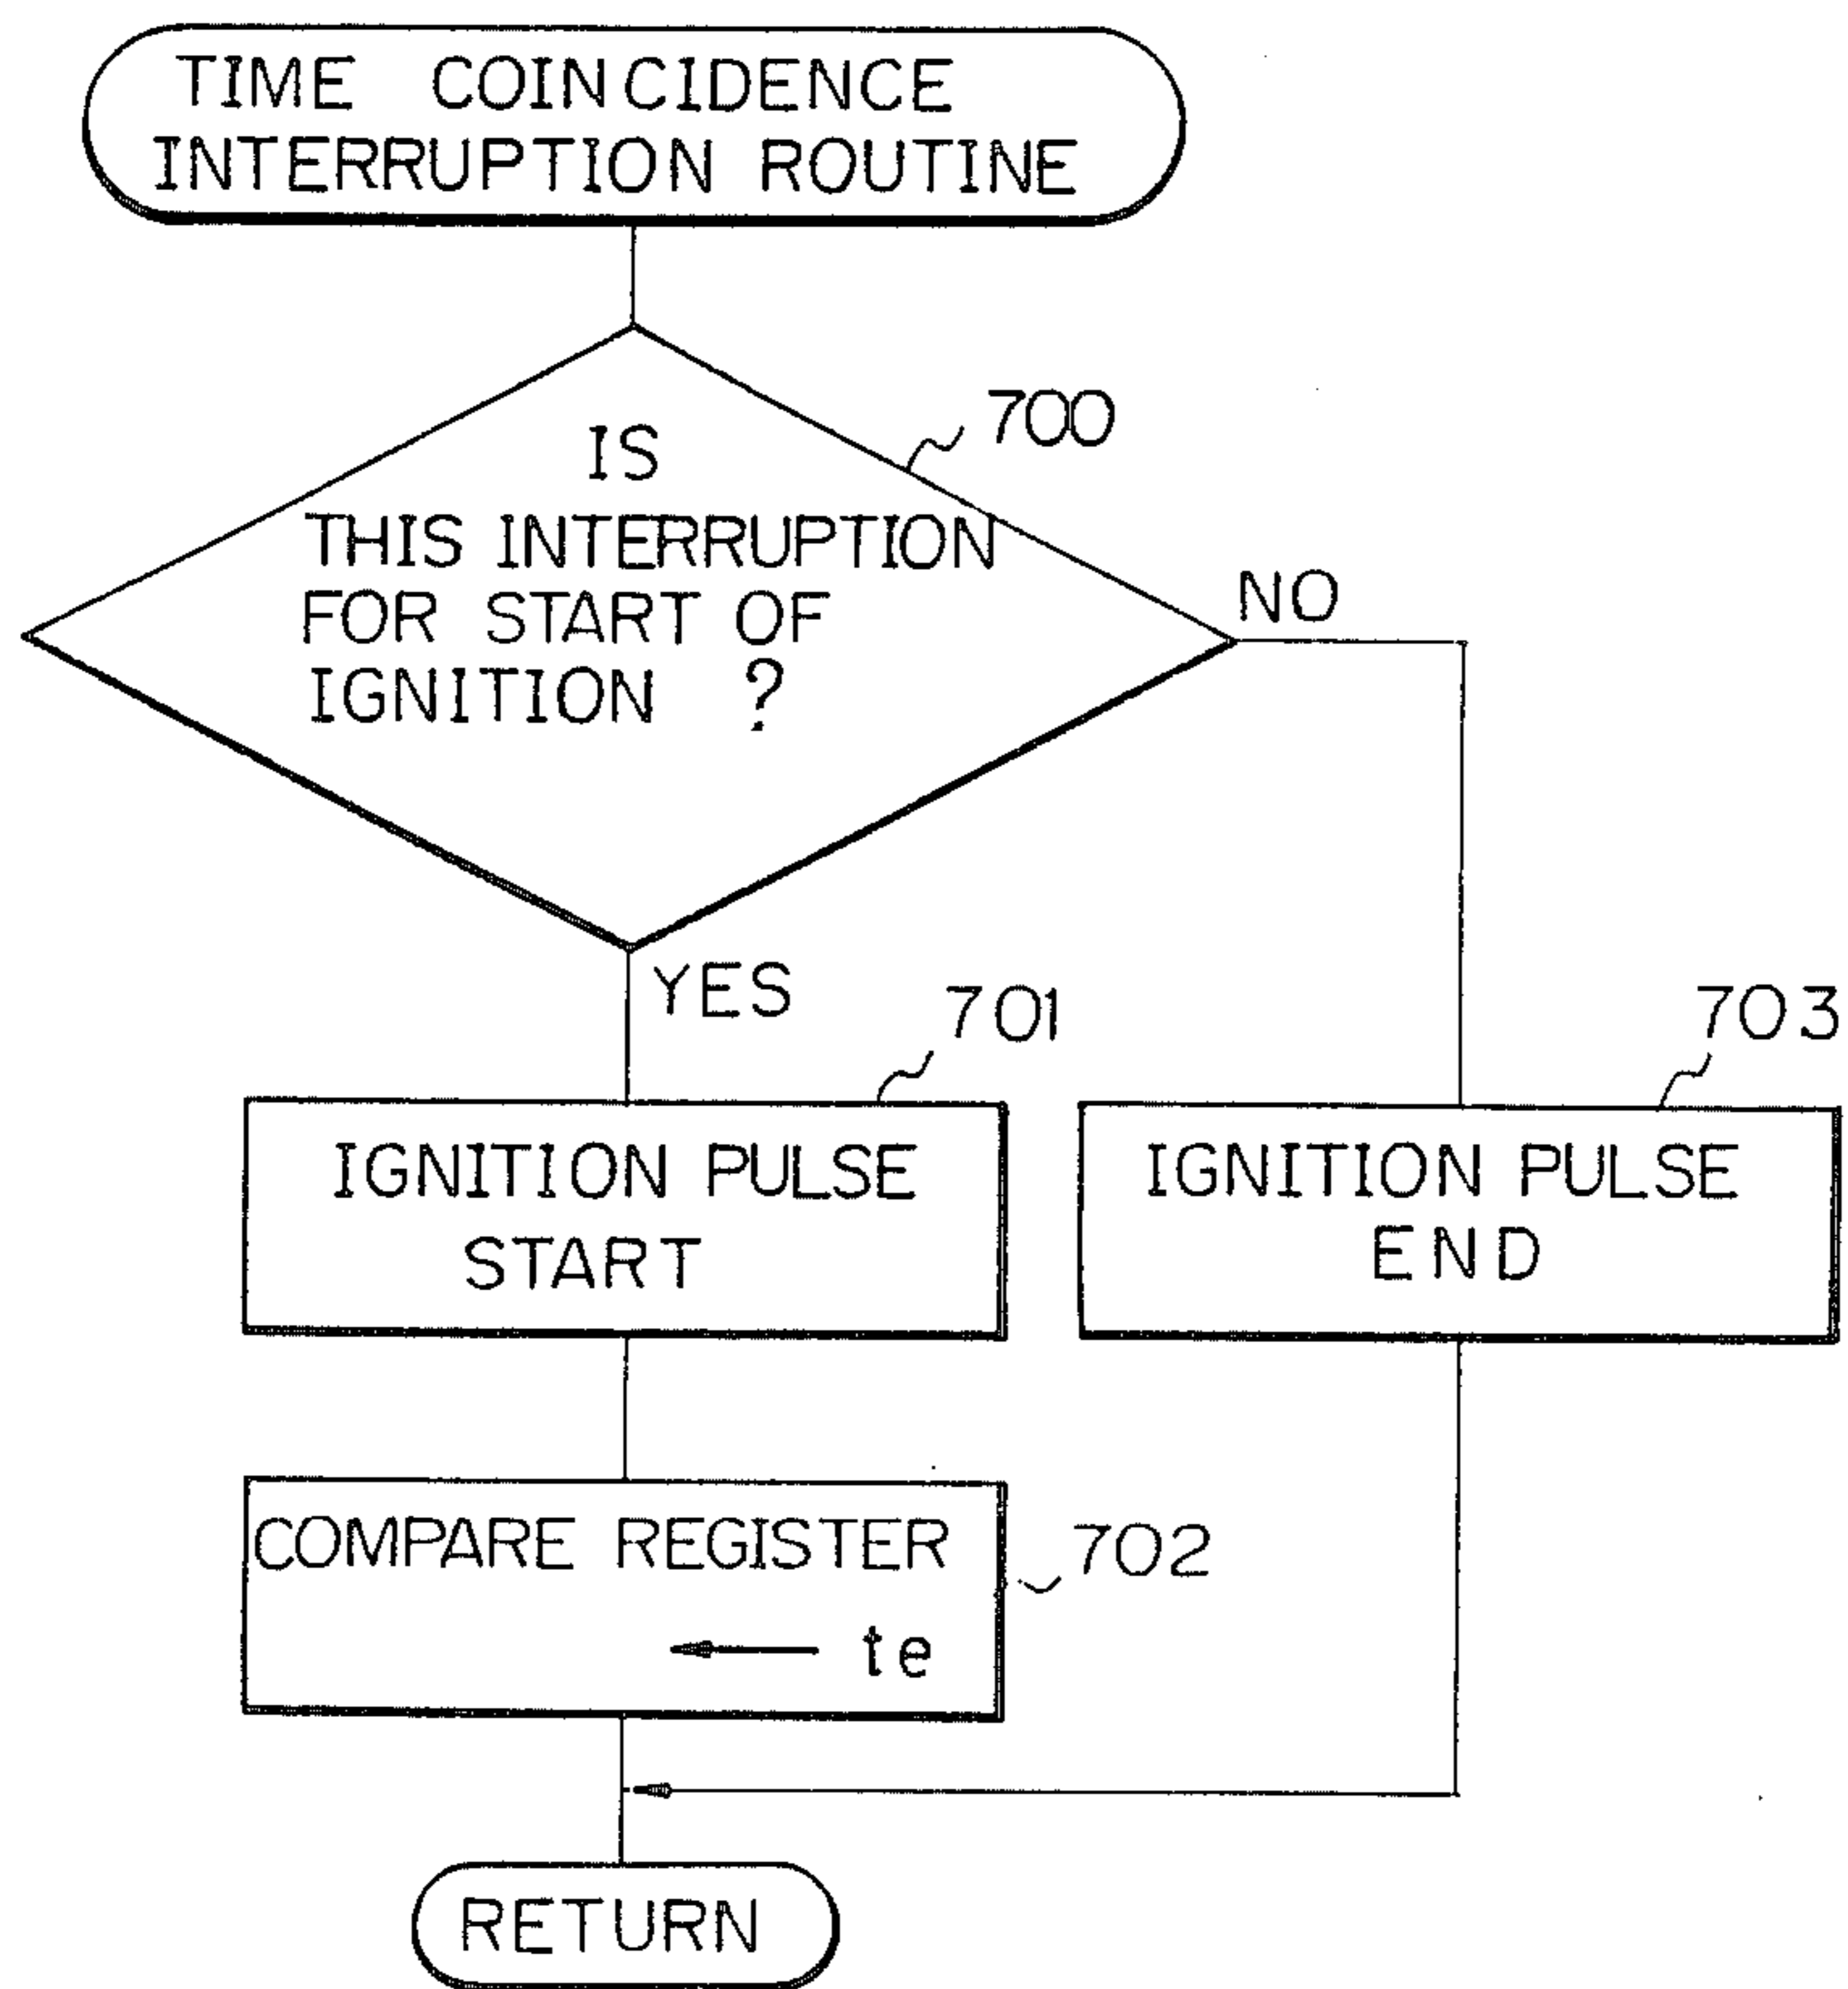 TIME COINCIDENCE
INTERRUPTION ROUTINE
700
IS
THIS INTERRUPTION
FOR START OF
IGNITION ?
NO
YES
701
IGNITION PULSE
START
703
IGNITION PULSE
END
COMPARE REGISTER
← te
702
RETURN